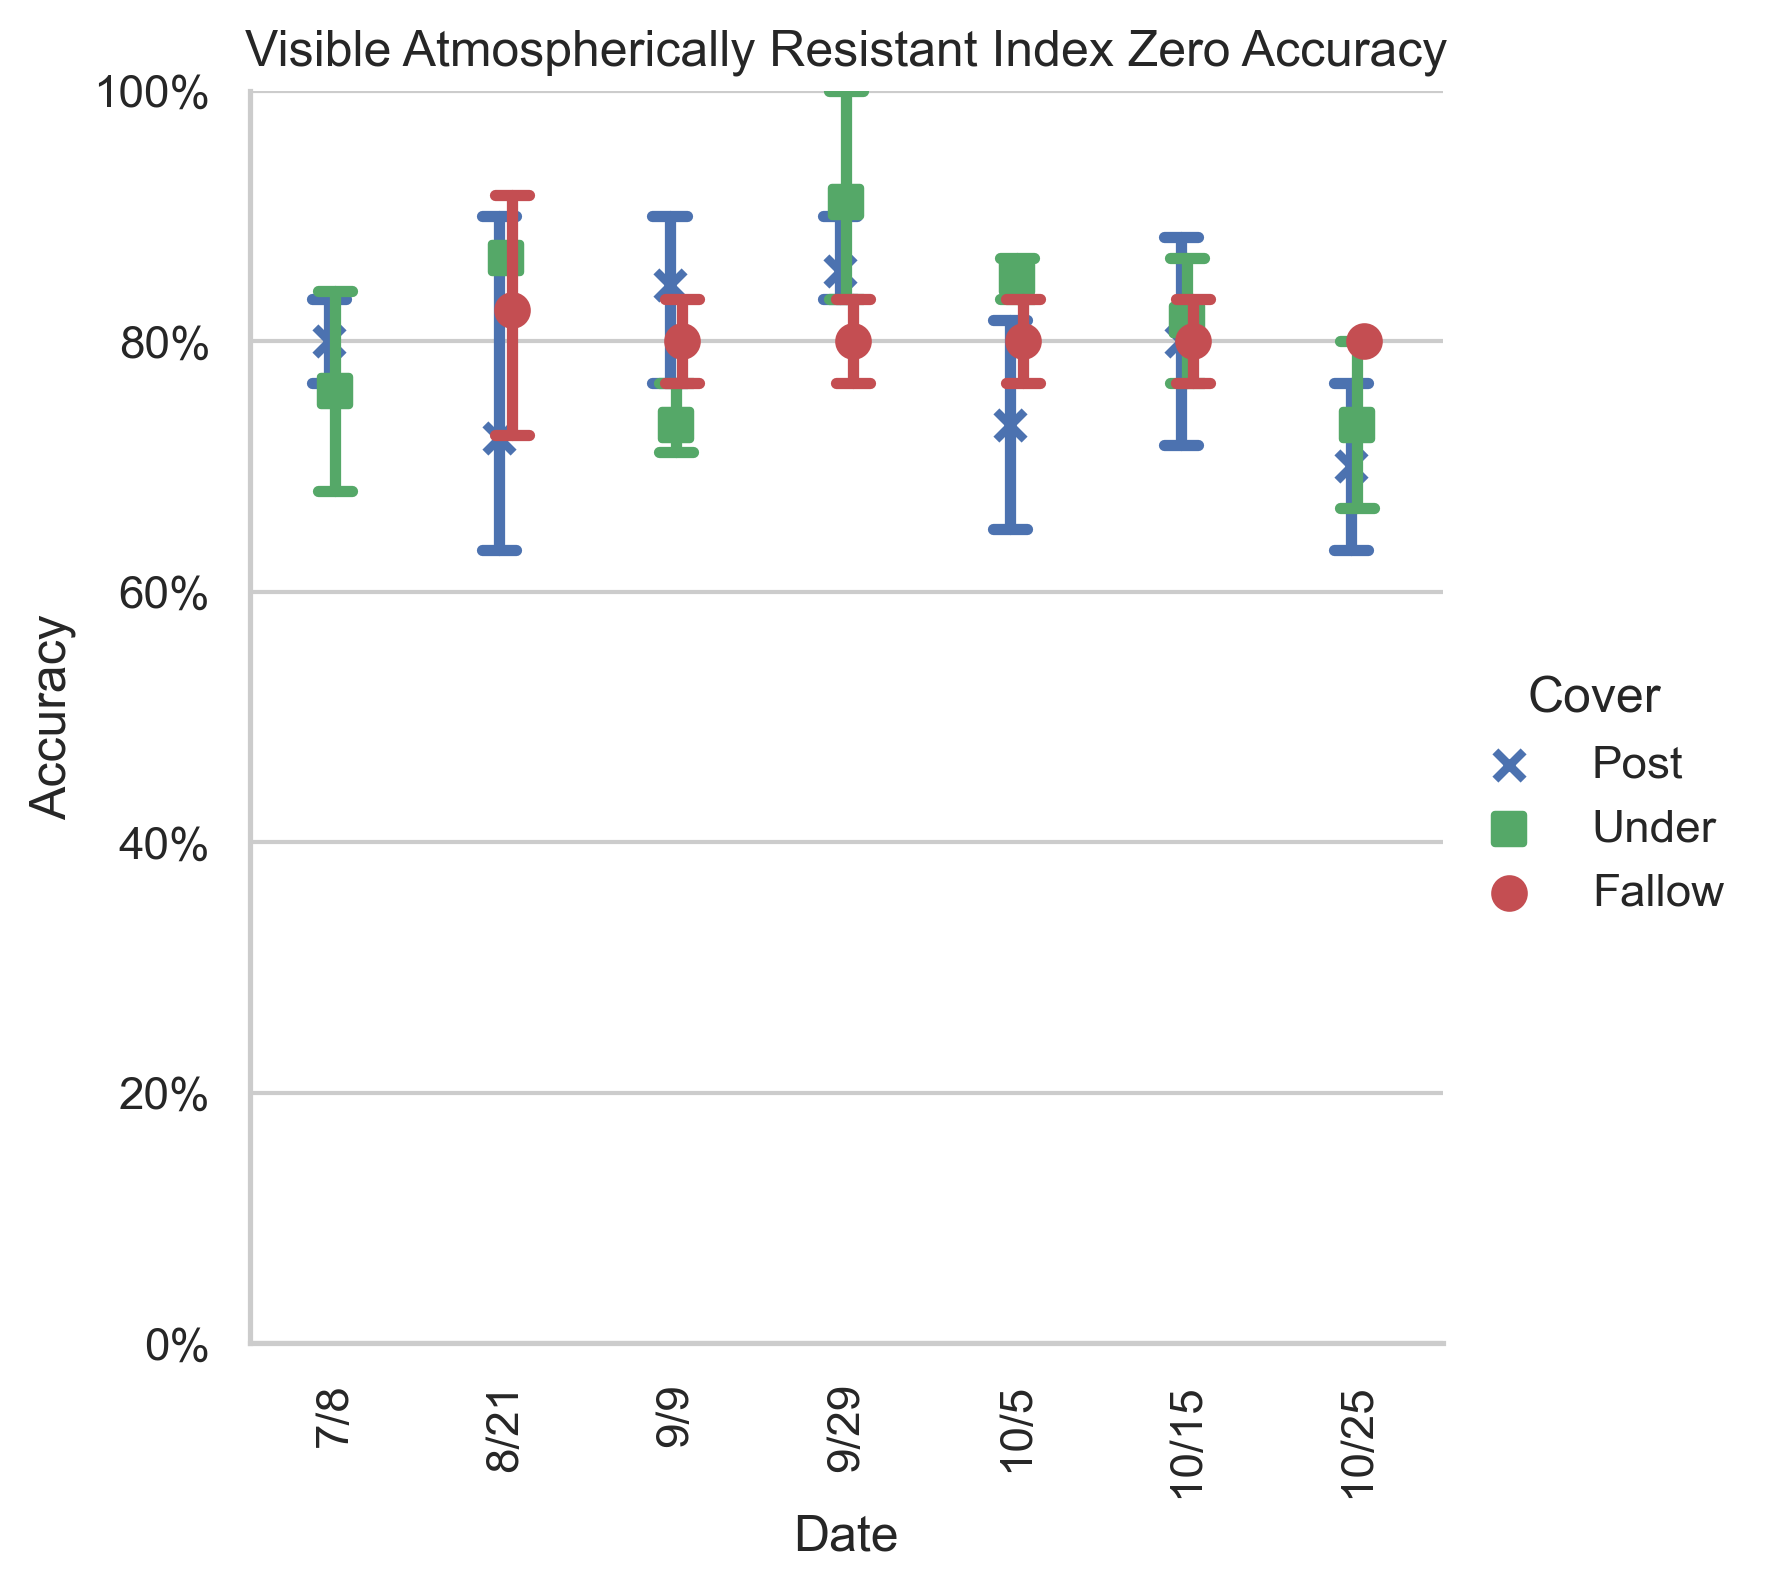 Visible Atmospherically Resistant Index Zero Accuracy
100%
80%
60%
40%
20%
0%
Accuracy
7/8
8/21
9/9
9/29
10/5
10/15
10/25
Date
Cover
Post
Under
Fallow